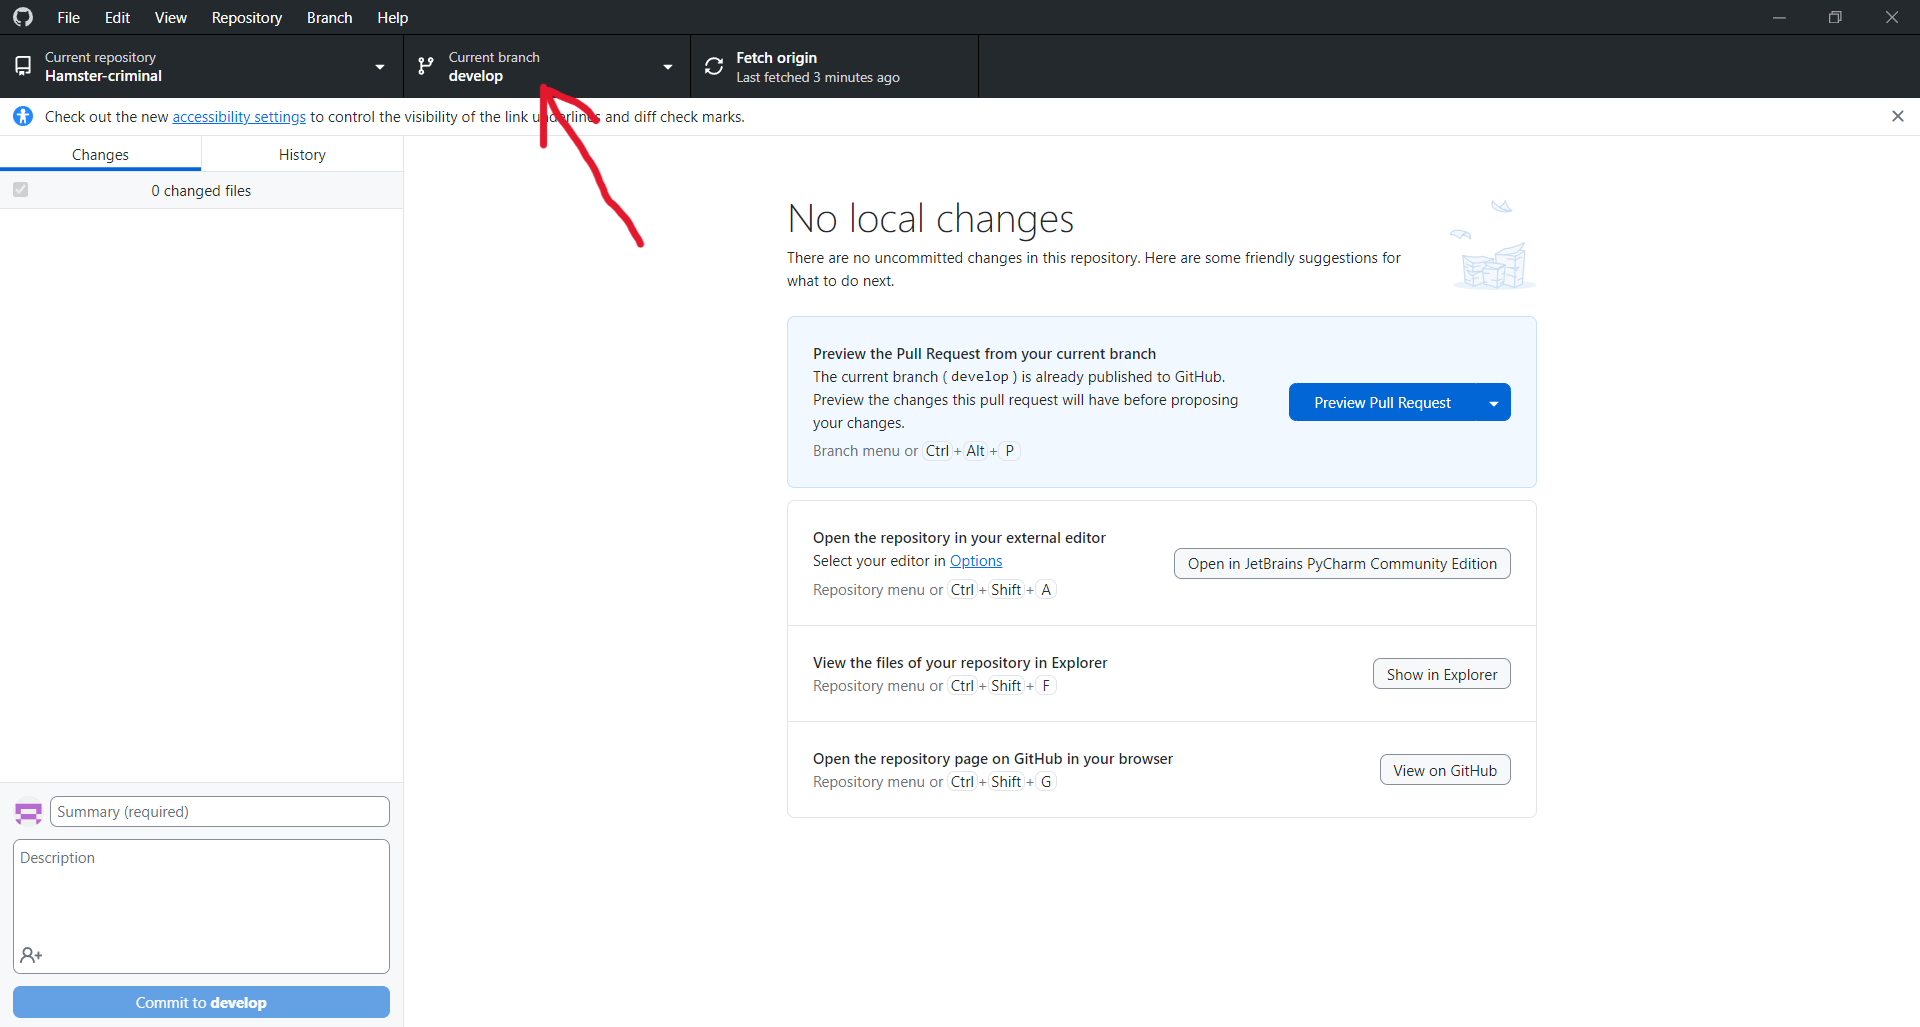 File Edit View Repository Branch Help
Current repository
Hamster-criminal
Current branch
develop
Fetch origin
Last fetched 3 minutes ago
Check out the new accessibility settings to control the visibility of the link underlines and diff check marks.
Changes
History
0 changed files
No local changes
There are no uncommitted changes in this repository. Here are some friendly suggestions for
what to do next.
Preview the Pull Request from your current branch
The current branch (develop) is already published to GitHub.
Preview the changes this pull request will have before proposing
your changes.
Branch menu or Ctrl + Alt + P
Preview Pull Request
Open the repository in your external editor
Select your editor in Options
Repository menu or Ctrl + Shift + A
Open in JetBrains PyCharm Community Edition
View the files of your repository in Explorer
Repository menu or Ctrl + Shift + F
Show in Explorer
Open the repository page on GitHub in your browser
Repository menu or Ctrl + Shift + G
View on GitHub
Summary (required)
Description
Commit to develop